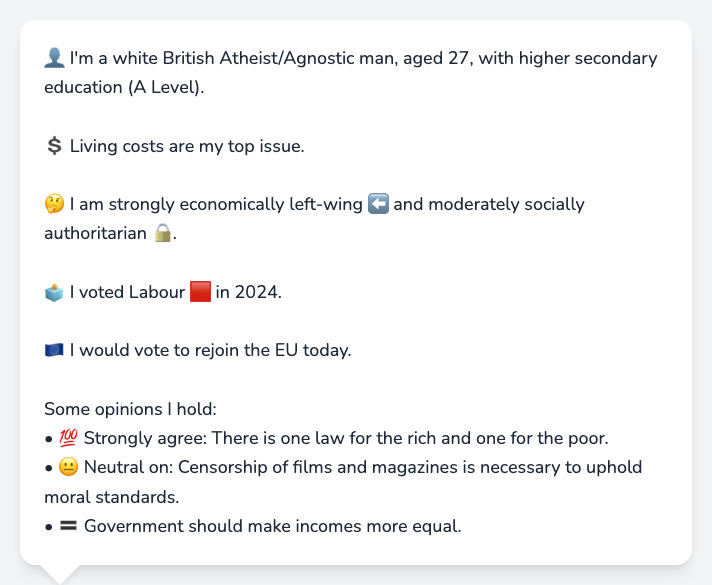 👤 I'm a white British Atheist/Agnostic man, aged 27, with higher secondary
education (A Level).
💲 Living costs are my top issue.
🤔 I am strongly economically left-wing ⬅️ and moderately socially
authoritarian 🔒.
🗳️ I voted Labour 🟥 in 2024.
🇪🇺 I would vote to rejoin the EU today.
Some opinions I hold:
• 💯 Strongly agree: There is one law for the rich and one for the poor.
• 😐 Neutral on: Censorship of films and magazines is necessary to uphold
moral standards.
• 🟰 Government should make incomes more equal.